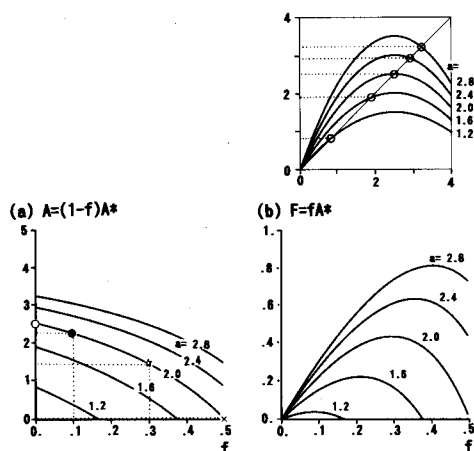 4
a=
2.8
2
2.4
2.0
1.6
1.2
0
0 2 4
(a) A=(1-f)A* (b) F=fA*
5 1.
4 .8
a= 2.8
3 .6
2.4
2 .4
a= 2.8
2.4
2.0
2.0
1 .2
1.6
1.6
1.2
1.2
0 0
0. .1 .2 .3 .4 .5
f
0. .1 .2 .3 .4 .5
f